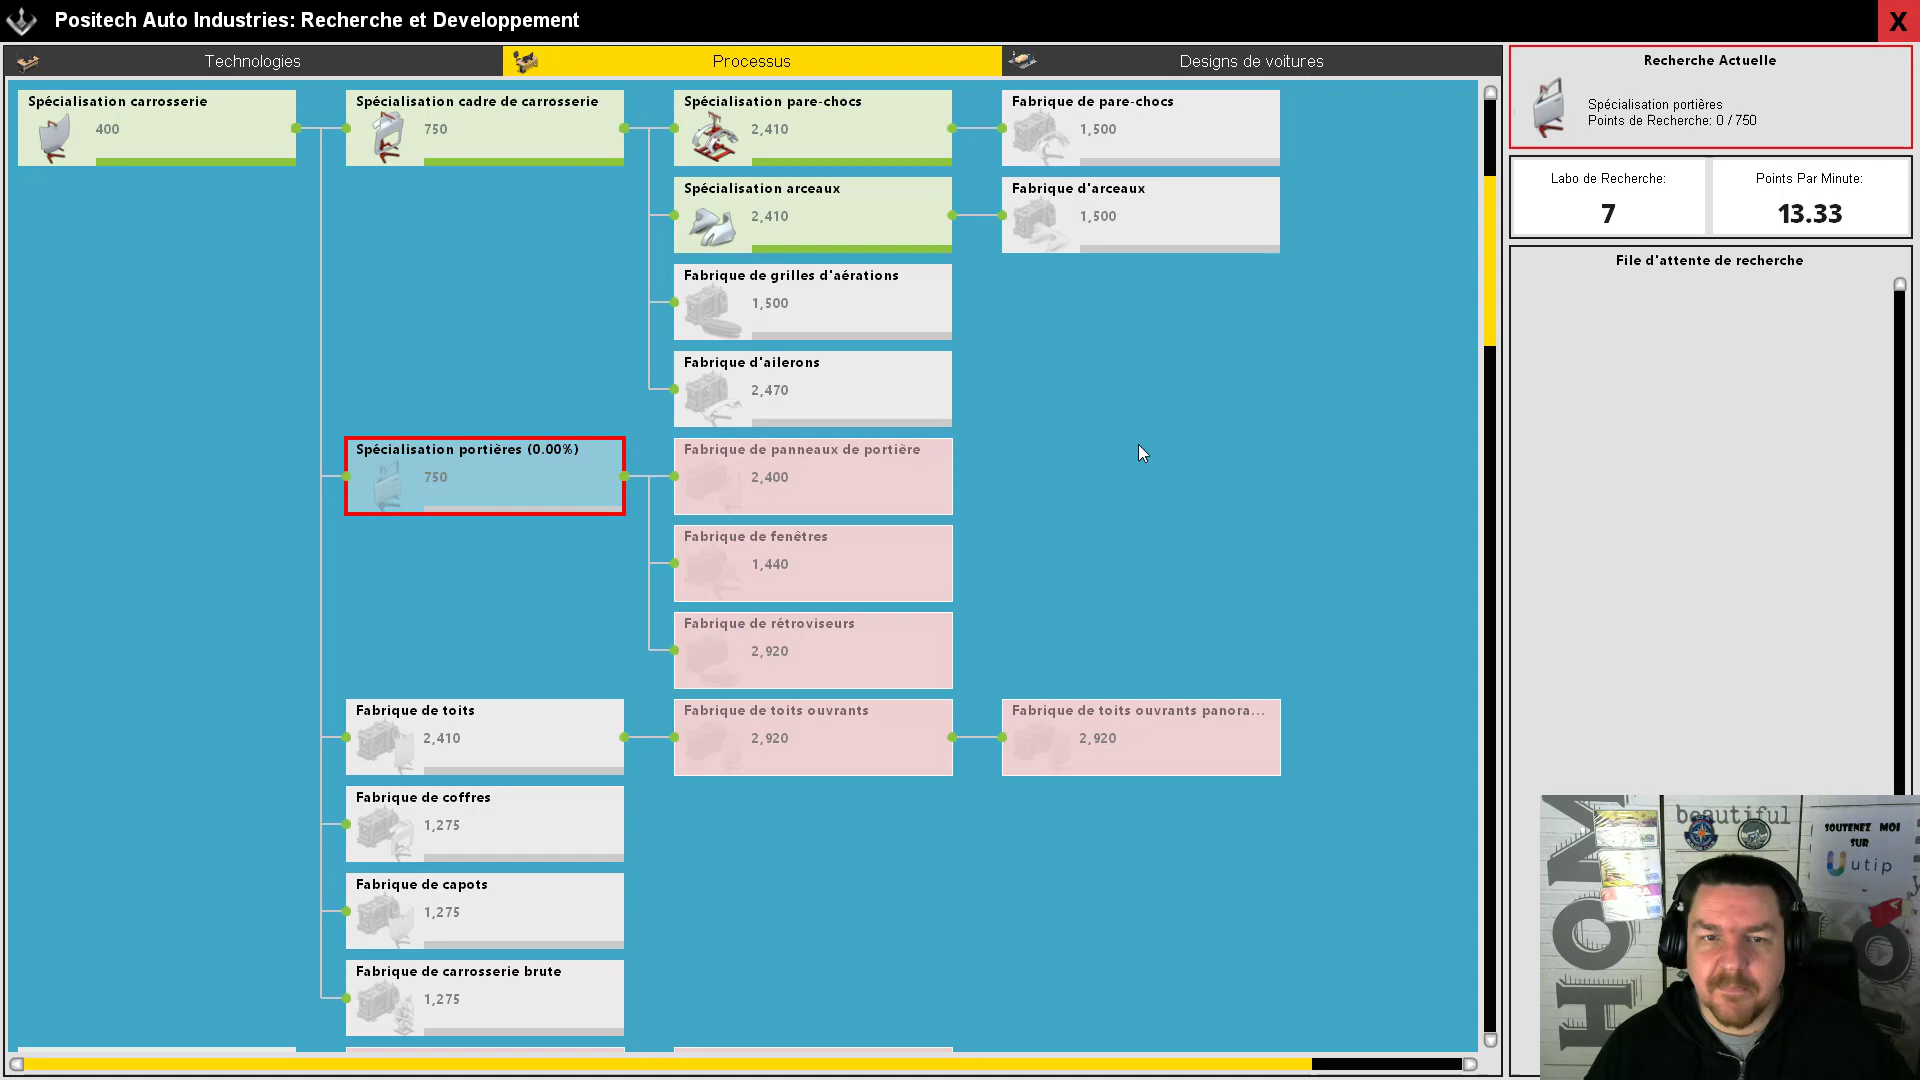 Positech Auto Industries: Recherche et Developpement
X
Technologies
Processus
Designs de voitures
Spécialisation carrosserie
400
Spécialisation cadre de carrosserie
750
Spécialisation pare-chocs
2,410
Fabrique de pare-chocs
1,500
Spécialisation arceaux
2,410
Fabrique d'arceaux
1,500
Fabrique de grilles d'aérations
1,500
Fabrique d'ailerons
2,470
Spécialisation portières (0.00%)
750
Fabrique de panneaux de portière
2,400
Fabrique de fenêtres
1,440
Fabrique de rétroviseurs
2,920
Fabrique de toits
2,410
Fabrique de toits ouvrants
2,920
Fabrique de toits ouvrants panora...
2,920
Fabrique de coffres
1,275
Fabrique de capots
1,275
Fabrique de carrosserie brute
1,275
Recherche Actuelle
Spécialisation portières
Points de Recherche: 0 / 750
Labo de Recherche:
7
Points Par Minute:
13.33
File d'attente de recherche
beautiful
SOUTENEZ MOI
SUR
utip